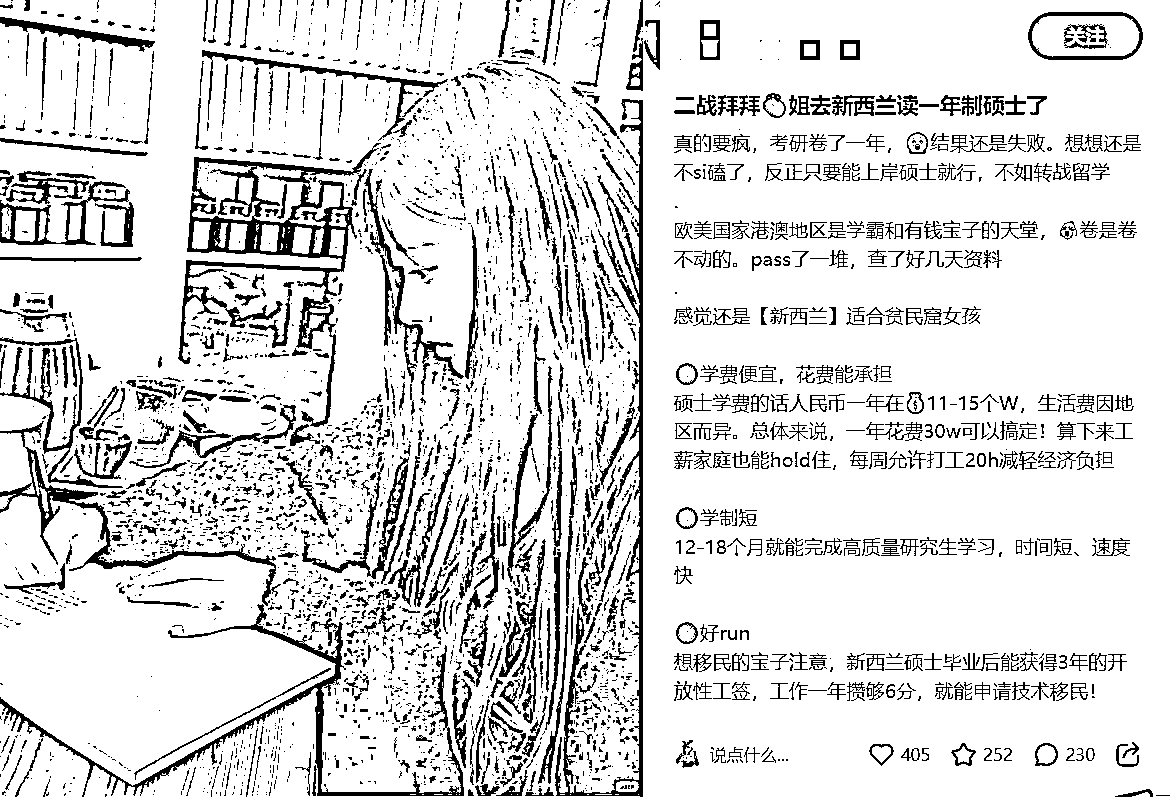 关注
二战拜拜👋姐去新西兰读一年制硕士了
真的要疯，考研卷了一年，😭结果还是失败。想想还是
不si磕了，反正只要能上岸硕士就行，不如转战留学
.
欧美国家港澳地区是学霸和有钱宝子的天堂，😭卷是卷
不动的。pass了一堆，查了好几天资料
.
感觉还是【新西兰】适合贫民窟女孩
⭕学费便宜，花费能承担
硕士学费的话人民币一年在💰11-15个W，生活费因地
区而异。总体来说，一年花费30w可以搞定！算下来工
薪家庭也能hold住，每周允许打工20h减轻经济负担
⭕学制短
12-18个月就能完成高质量研究生学习，时间短、速度
快
⭕好run
想移民的宝子注意，新西兰硕士毕业后能获得3年的开
放性工签，工作一年攒够6分，就能申请技术移民！
说点什么... 405 252 230